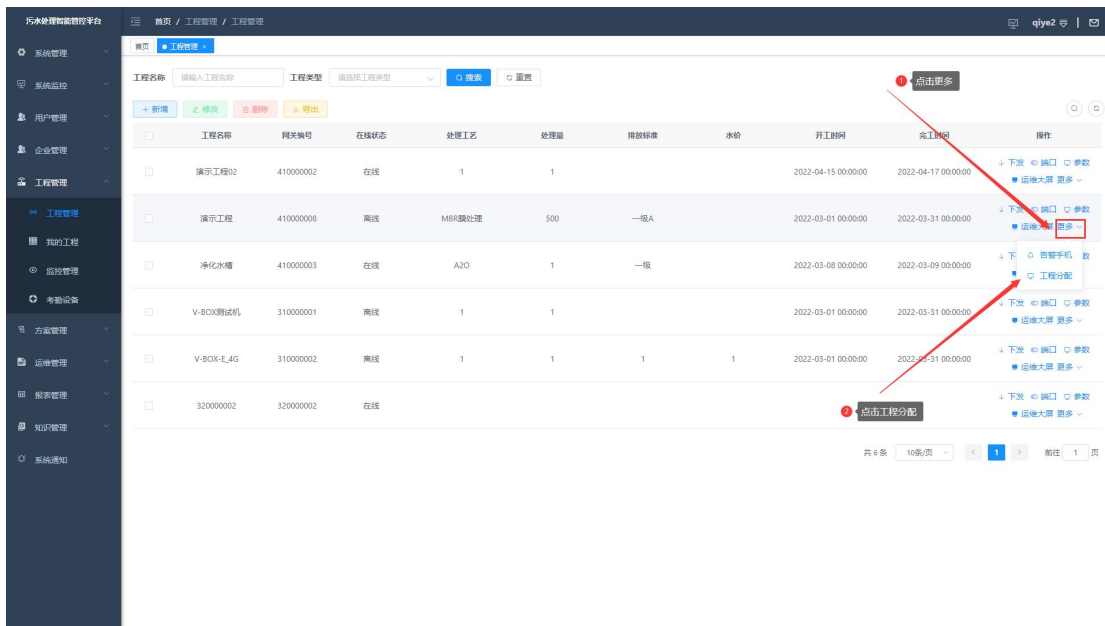 污水处理智能管控平台
首页 / 工程管理 / 工程管理
qiye2
系统管理
系统监控
用户管理
企业管理
工程管理
工程管理
我的工程
监控管理
考勤设备
方案管理
运维管理
报表管理
知识管理
系统通知
首页 工程管理 ×
工程名称 请输入工程名称 工程类型 请选择工程类型 搜索 重置
1 点击更多
+ 新增 修改 删除 导出
工程名称 网关编号 在线状态 处理工艺 处理量 排放标准 水价 开工时间 完工时间 操作
演示工程02 410000002 在线 1 1 2022-04-15 00:00:00 2022-04-17 00:00:00 下发 端口 参数
运维大屏 更多
演示工程 410000008 离线 MBR膜处理 500 一级A 2022-03-01 00:00:00 2022-03-31 00:00:00 下发 端口 参数
运维大屏 更多
净化水槽 410000003 在线 A2O 1 一级 2022-03-08 00:00:00 2022-03-09 00:00:00 下 数
告警手机
工程分配
V-BOX测试机 310000001 离线 1 1 2022-03-01 00:00:00 2022-03-31 00:00:00 下发 端口 参数
运维大屏 更多
V-BOX-E_4G 310000002 离线 1 1 1 1 2022-03-01 00:00:00 2022-03-31 00:00:00 下发 端口 参数
运维大屏 更多
320000002 320000002 在线 下发 端口 参数
运维大屏 更多
2 点击工程分配
共 6 条 10条/页 < 1 > 前往 1 页